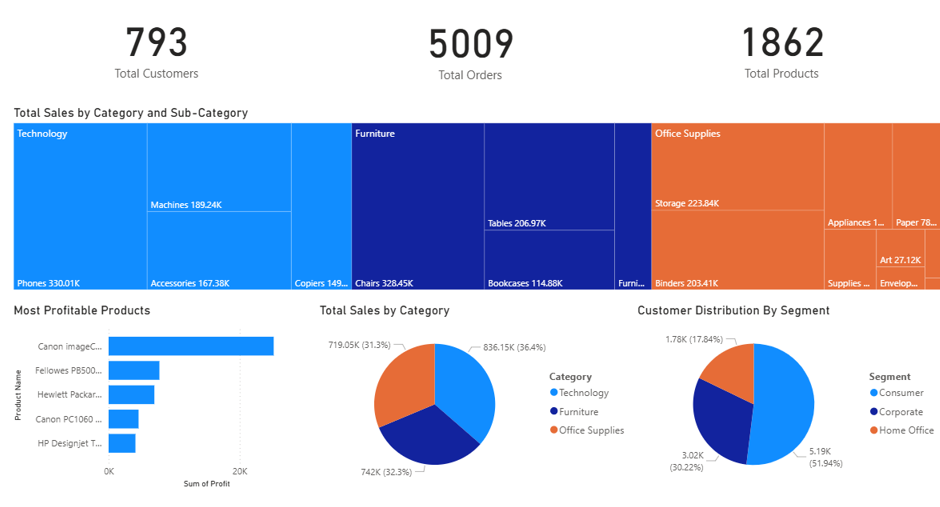 793
5009
1862
Total Customers
Total Orders
Total Products
Total Sales by Category and Sub-Category
Technology
Furniture
Office Supplies
Machines 189.24K
Storage 223.84K
Tables 206.97K
Appliances 1...
Paper 78...
Art 27.12K
Phones 330.01K
Accessories 167.38K
Copiers 149...
Chairs 328.45K
Bookcases 114.88K
Furni...
Binders 203.41K
Supplies ...
Envelop...
Most Profitable Products
Product Name
Canon imageC...
Fellowes PB500...
Hewlett Packar...
Canon PC1060 ...
HP Designjet T...
0K
20K
Sum of Profit
Total Sales by Category
719.05K (31.3%)
836.15K (36.4%)
742K (32.3%)
Category
Technology
Furniture
Office Supplies
Customer Distribution By Segment
1.78K (17.84%)
3.02K
(30.22%)
5.19K
(51.94%)
Segment
Consumer
Corporate
Home Office